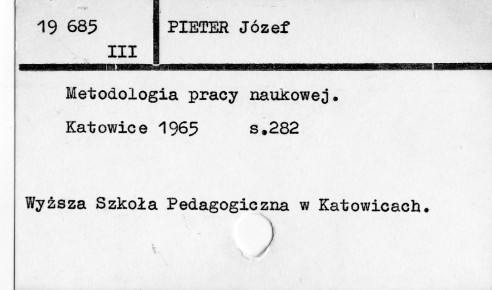 19 685
III
PIETER Józef
Metodologia pracy naukowej.
Katowice 1965 s.282
Wyższa Szkoła Pedagogiczna w Katowicach.